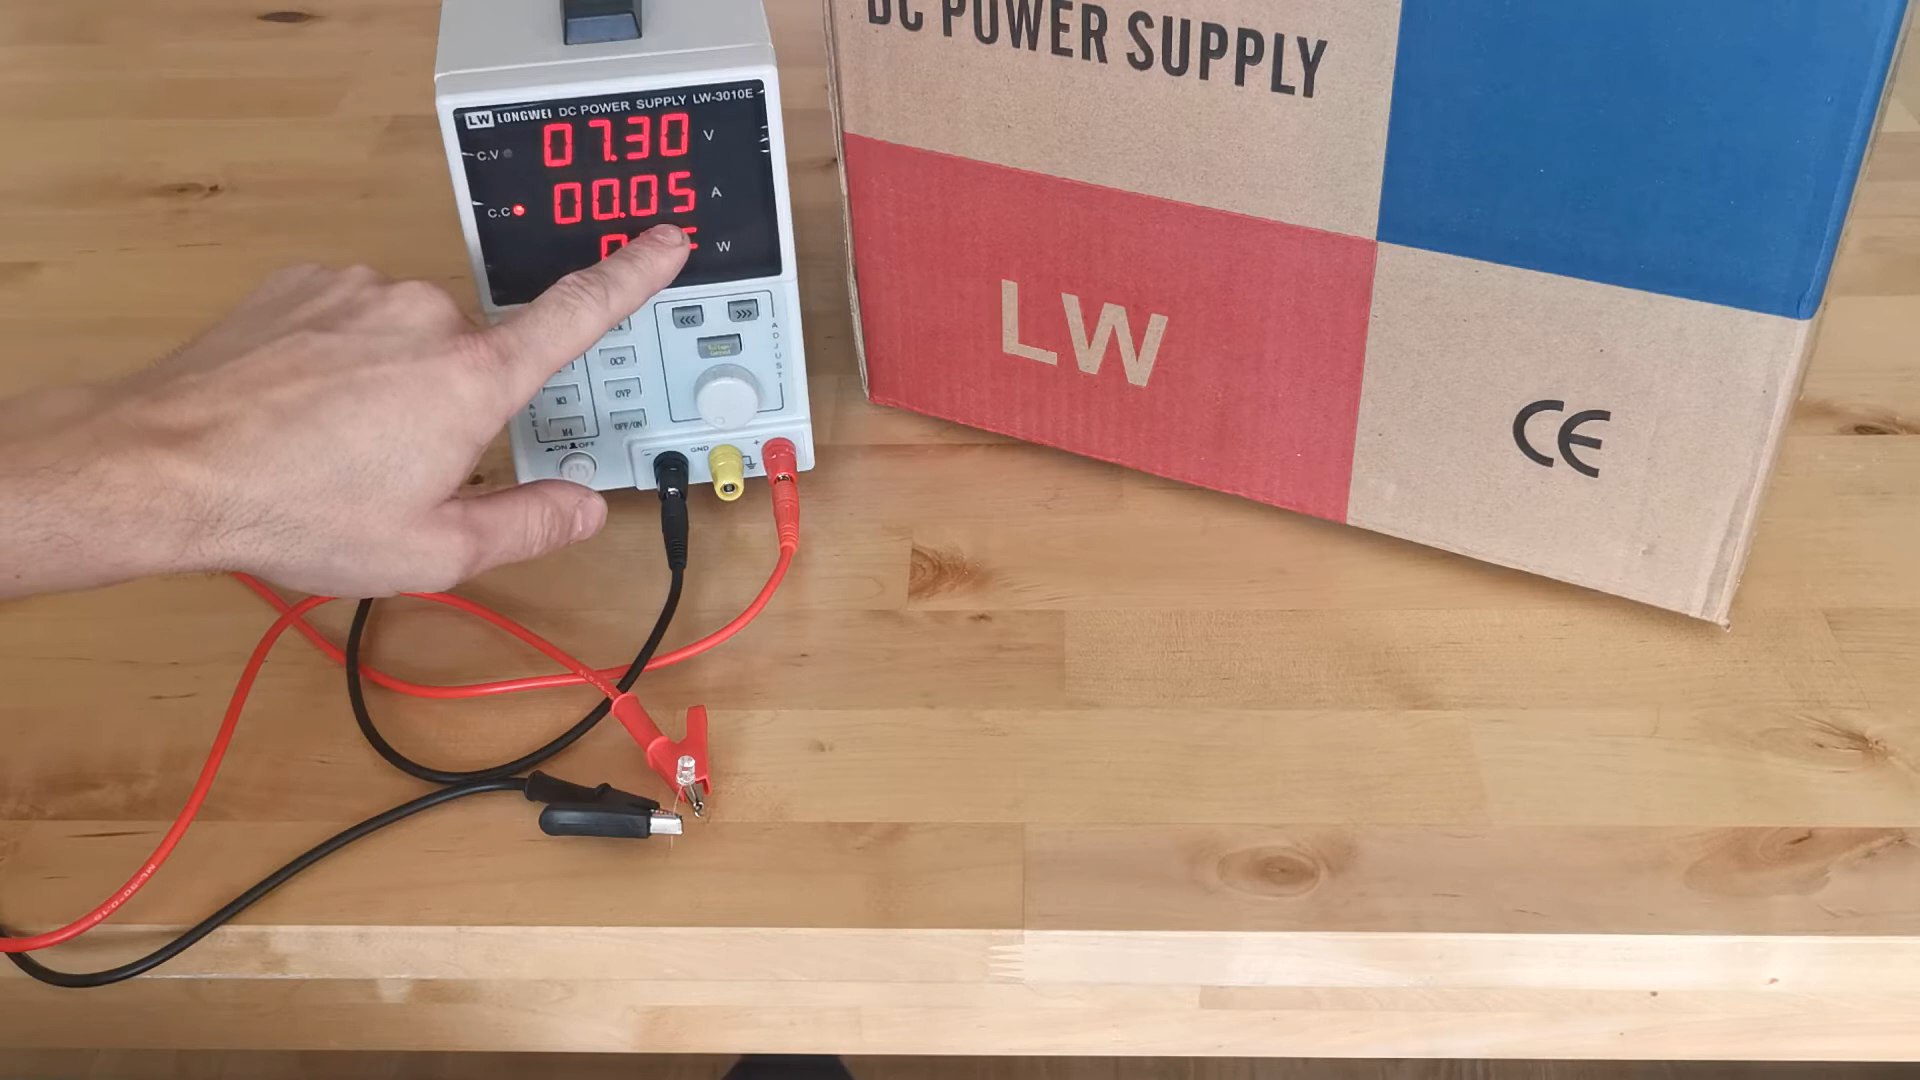 DC POWER SUPPLY
LW LONGWEI DC POWER SUPPLY LW-3010E
C.V 07.30 V
C.C 00.05 A
W
<<< >>>
ADJUST
OCP
M3 OVP
M4 OFF/ON
ON OFF
- GND +
LW
CE